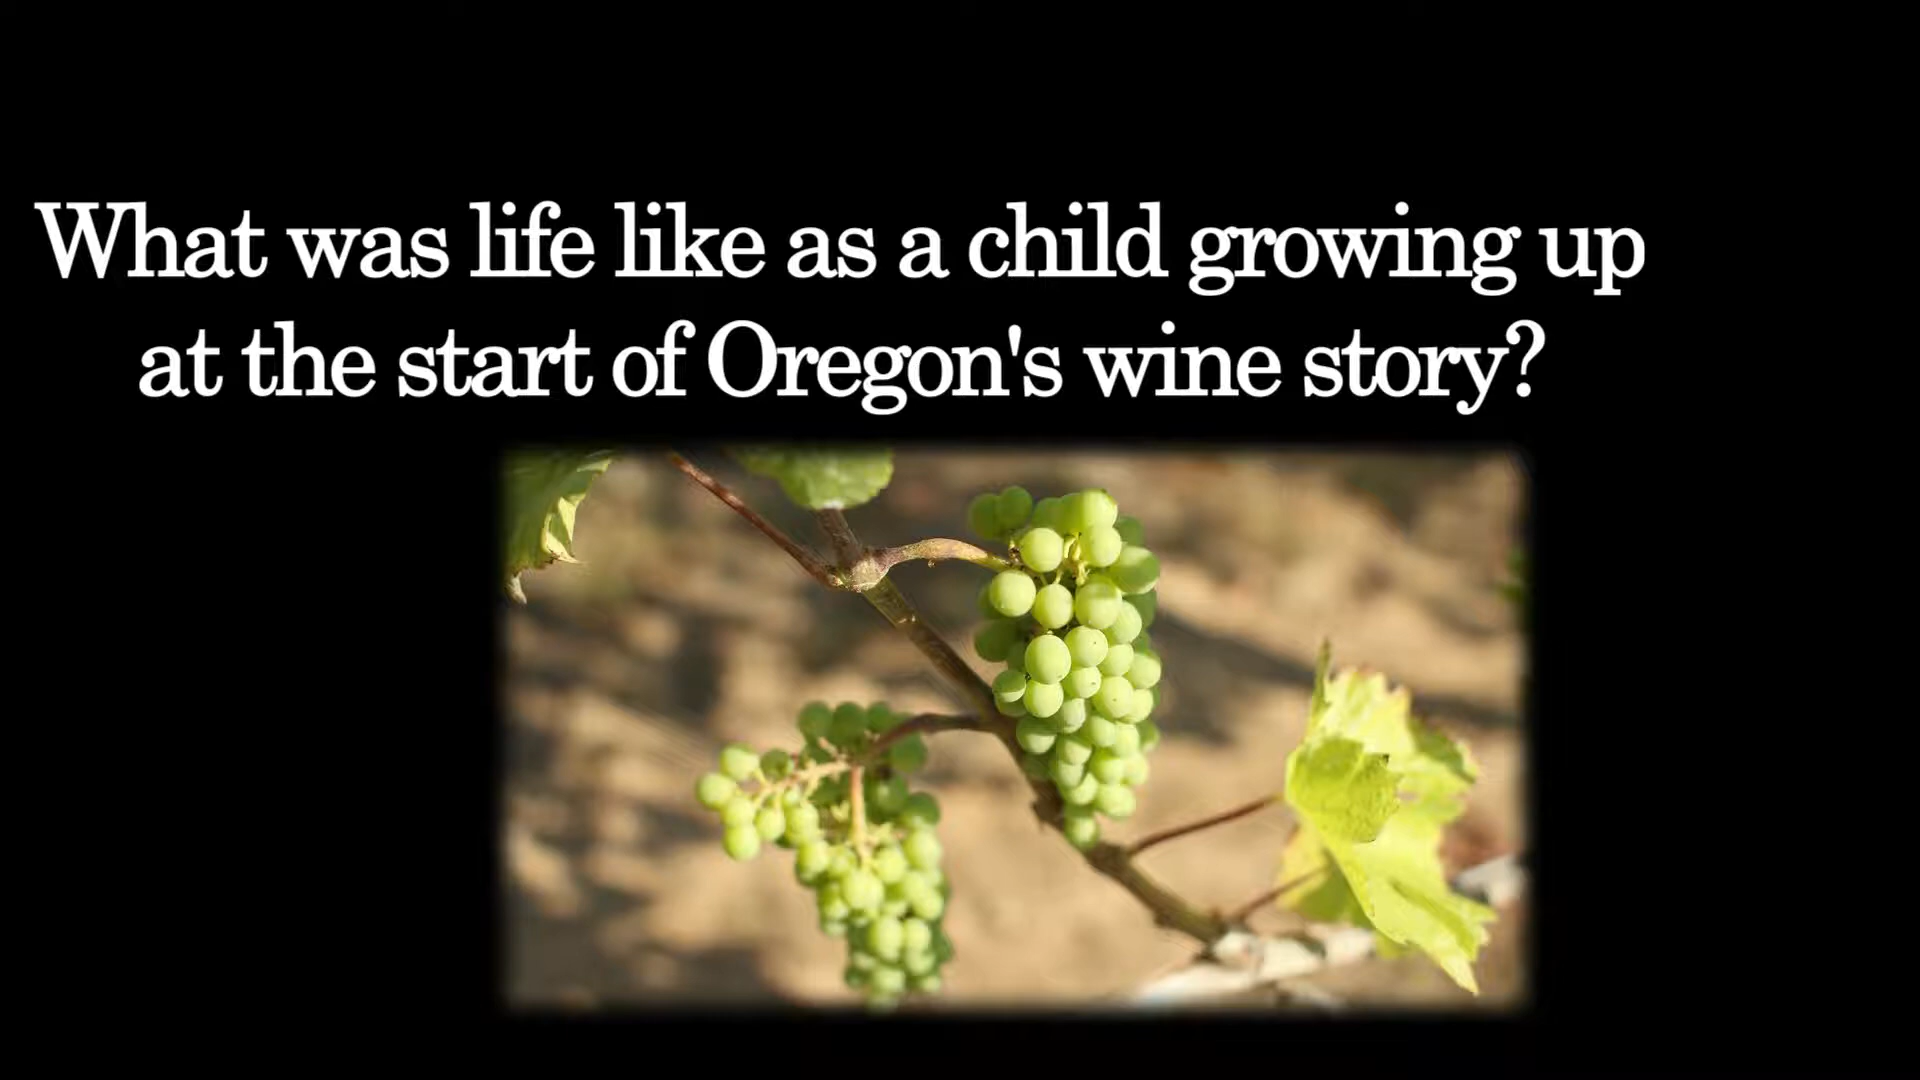 What was life like as a child growing up
at the start of Oregon's wine story?